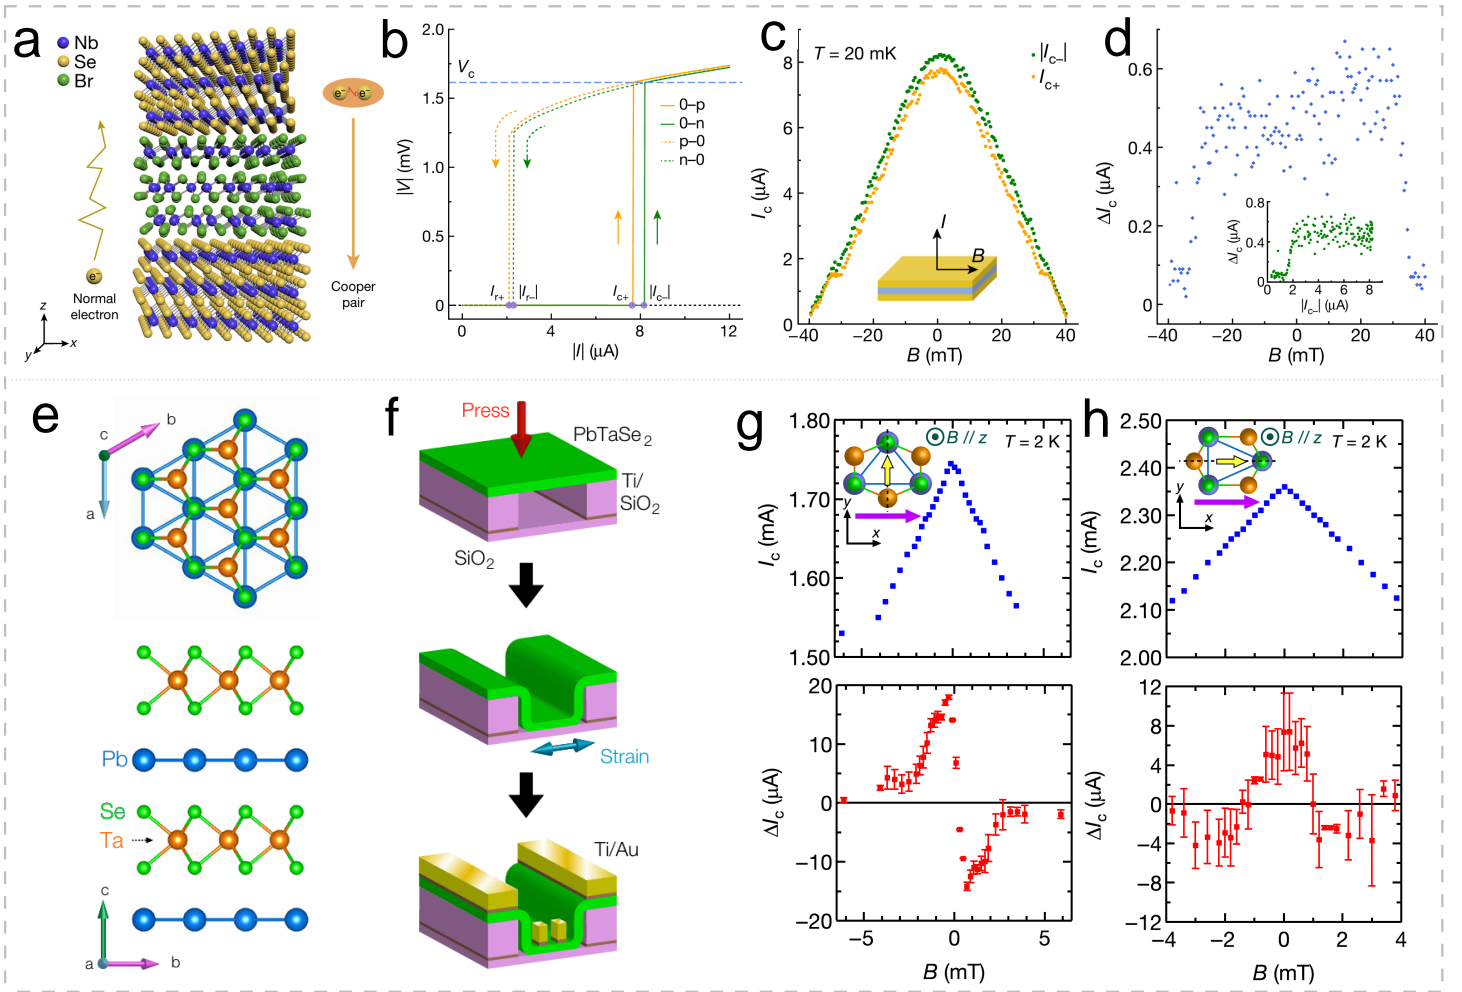 a
Nb
Se
Br
e⁻ e⁻
e⁻
Normal
electron
Cooper
pair
z
y
x
b
2.0
1.5
1.0
0.5
0
|V| (mV)
V_c
0–p
0–n
p–0
n–0
I_r+
|I_r–|
I_c+
|I_c–|
0
4
8
12
|I| (μA)
c
T = 20 mK
|I_c–|
I_c+
8
6
4
2
0
I_c (μA)
I
B
−40
−20
0
20
40
B (mT)
d
0.6
0.4
0.2
0
ΔI_c (μA)
0.8
0.4
0
ΔI_c (μA)
0
2
4
6
8
|I_c–| (μA)
−40
−20
0
20
40
B (mT)
e
b
c
a
Pb
Se
Ta
c
a
b
f
Press
PbTaSe₂
Ti/
SiO₂
SiO₂
Strain
Ti/Au
g
1.80
1.70
1.60
1.50
I_c (mA)
B // z
T = 2 K
y
x
20
10
0
−10
−20
ΔI_c (μA)
−5
0
5
B (mT)
h
2.50
2.40
2.30
2.20
2.10
2.00
I_c (mA)
B // z
T = 2 K
y
x
12
8
4
0
−4
−8
−12
ΔI_c (μA)
−4
−2
0
2
4
B (mT)